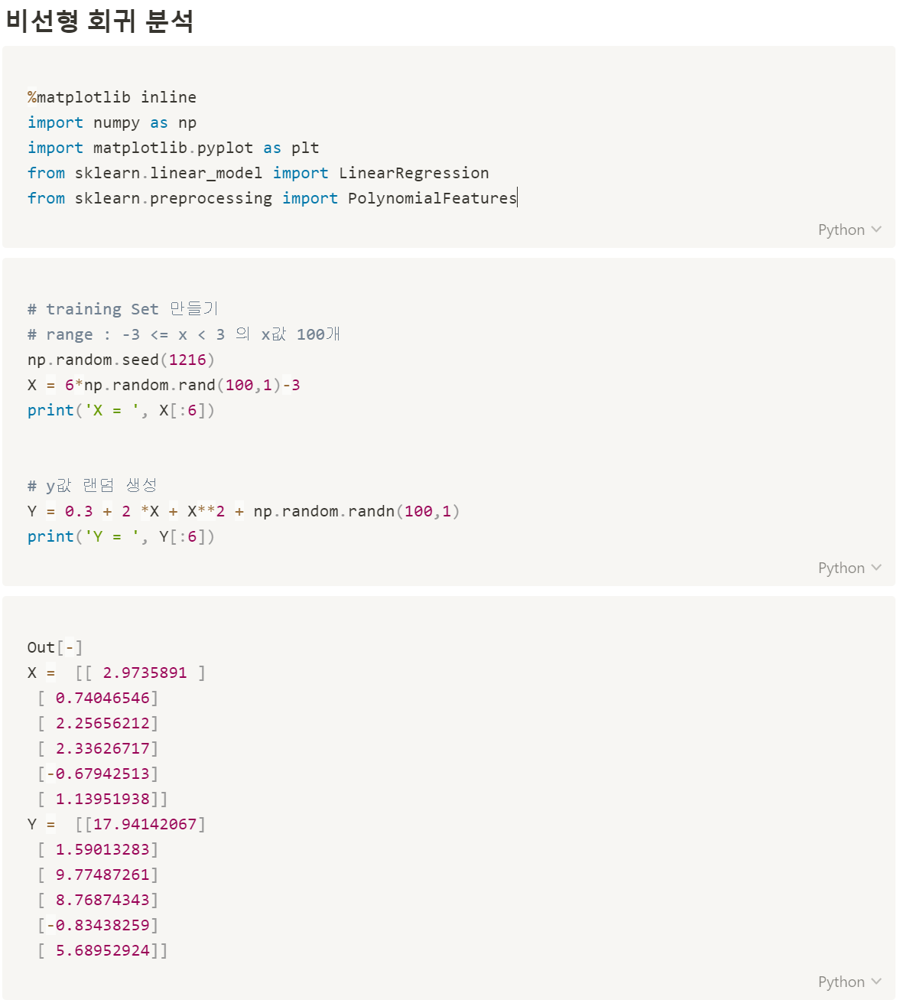 비선형 회귀 분석
%matplotlib inline
import numpy as np
import matplotlib.pyplot as plt
from sklearn.linear_model import LinearRegression
from sklearn.preprocessing import PolynomialFeatures
Python
# training Set 만들기
# range : -3 <= x < 3 의 x값 100개
np.random.seed(1216)
X = 6*np.random.rand(100,1)-3
print('X = ', X[:6])
# y값 랜덤 생성
Y = 0.3 + 2 *X + X**2 + np.random.randn(100,1)
print('Y = ', Y[:6])
Python
Out[-]
X =  [[ 2.9735891 ]
 [ 0.74046546]
 [ 2.25656212]
 [ 2.33626717]
 [-0.67942513]
 [ 1.13951938]]
Y =  [[17.94142067]
 [ 1.59013283]
 [ 9.77487261]
 [ 8.76874343]
 [-0.83438259]
 [ 5.68952924]]
Python